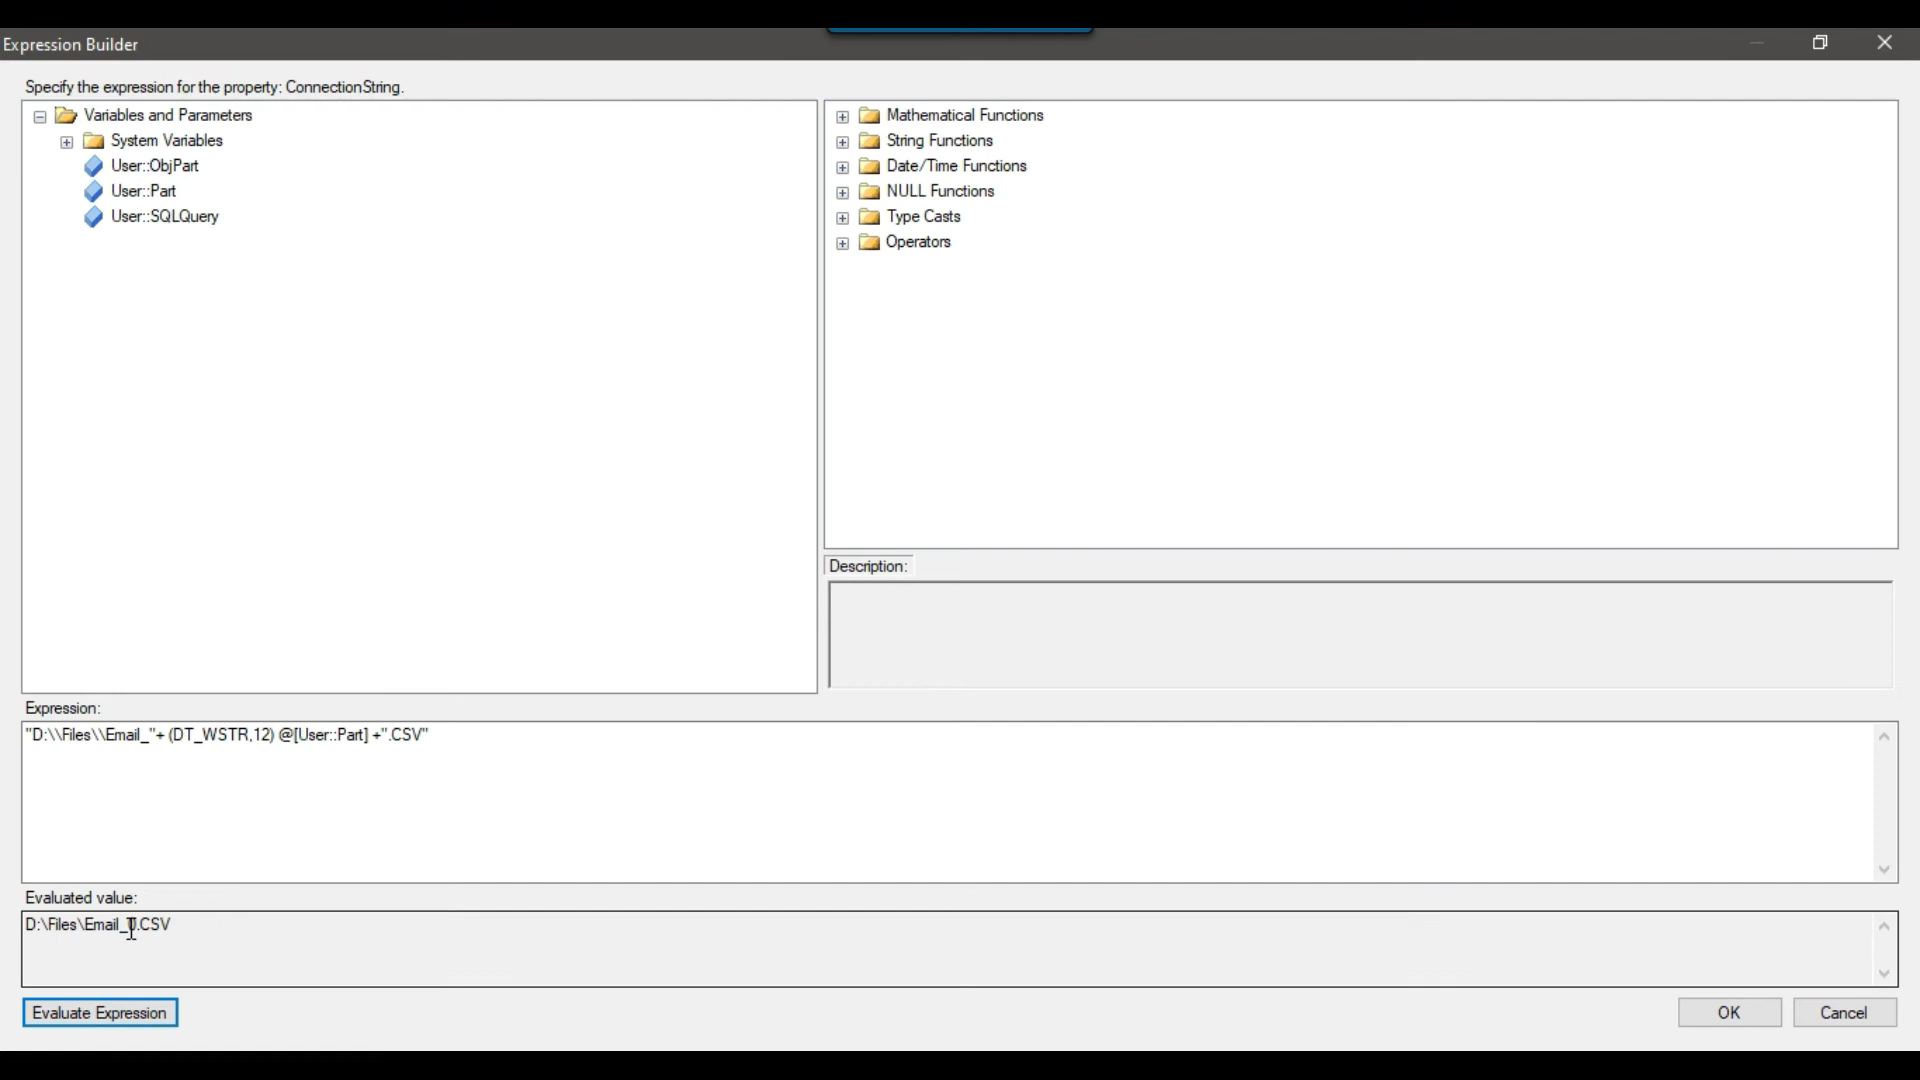 Expression Builder
Specify the expression for the property: ConnectionString.
Variables and Parameters
System Variables
User::ObjPart
User::Part
User::SQLQuery
Mathematical Functions
String Functions
Date/Time Functions
NULL Functions
Type Casts
Operators
Description:
Expression:
"D:\\Files\\Email_"+ (DT_WSTR,12) @[User::Part] +".CSV"
Evaluated value:
D:\Files\Email_0.CSV
Evaluate Expression
OK
Cancel